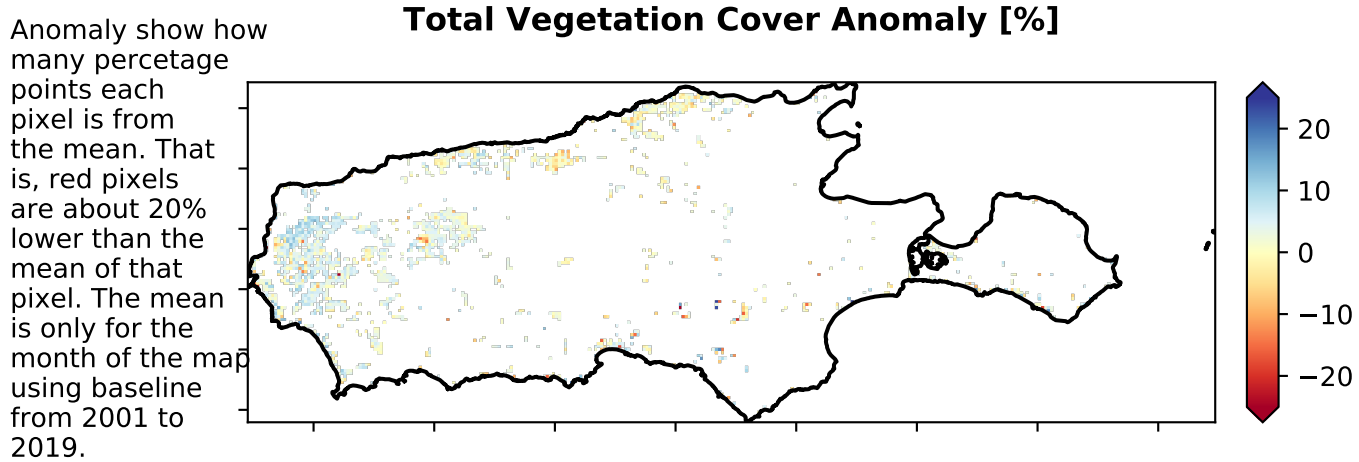 Total Vegetation Cover Anomaly [%]
Anomaly show how
many percetage
points each
pixel is from
the mean. That
is, red pixels
are about 20%
lower than the
mean of that
pixel. The mean
is only for the
month of the map
using baseline
from 2001 to
2019.
20
10
0
−10
−20